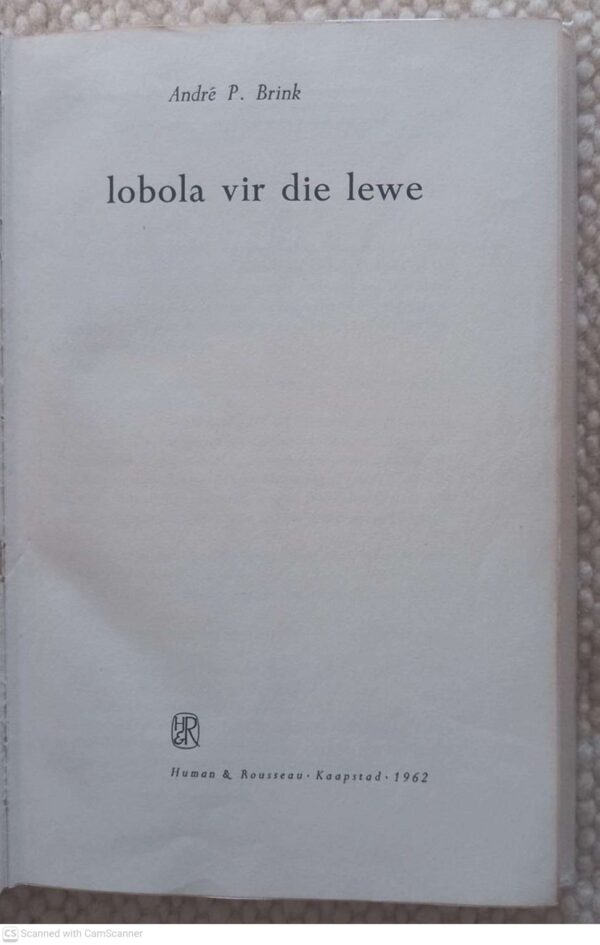 André P. Brink
lobola vir die lewe
H&R
Human & Rousseau · Kaapstad · 1962
CS Scanned with CamScanner